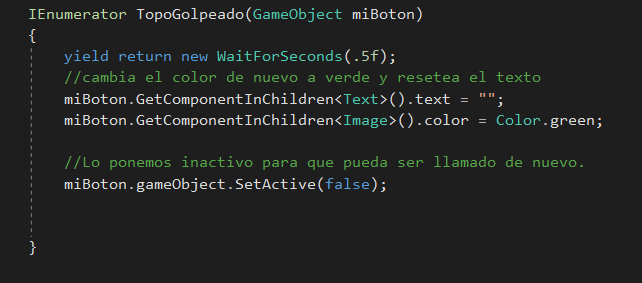 IEnumerator TopoGolpeado(GameObject miBoton)
{
yield return new WaitForSeconds(.5f);
//cambia el color de nuevo a verde y resetea el texto
miBoton.GetComponentInChildren<Text>().text = "";
miBoton.GetComponentInChildren<Image>().color = Color.green;
//Lo ponemos inactivo para que pueda ser llamado de nuevo.
miBoton.gameObject.SetActive(false);
}